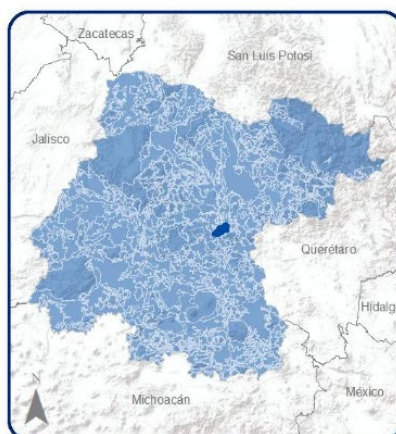 Zacatecas
San Luis Potosí
Jalisco
Querétaro
Hidalg
México
Michoacán
N